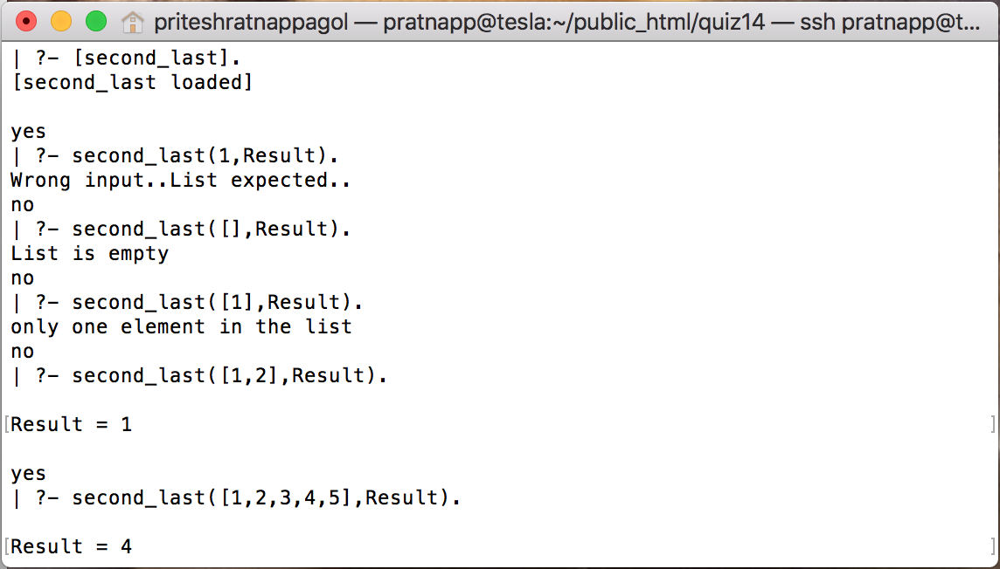 priteshratnappagol — pratnapp@tesla:~/public_html/quiz14 — ssh pratnapp@t...
| ?- [second_last].
[second_last loaded]
yes
| ?- second_last(1,Result).
Wrong input..List expected..
no
| ?- second_last([],Result).
List is empty
no
| ?- second_last([1],Result).
only one element in the list
no
| ?- second_last([1,2],Result).
[Result = 1 ]
yes
| ?- second_last([1,2,3,4,5],Result).
[Result = 4 ]